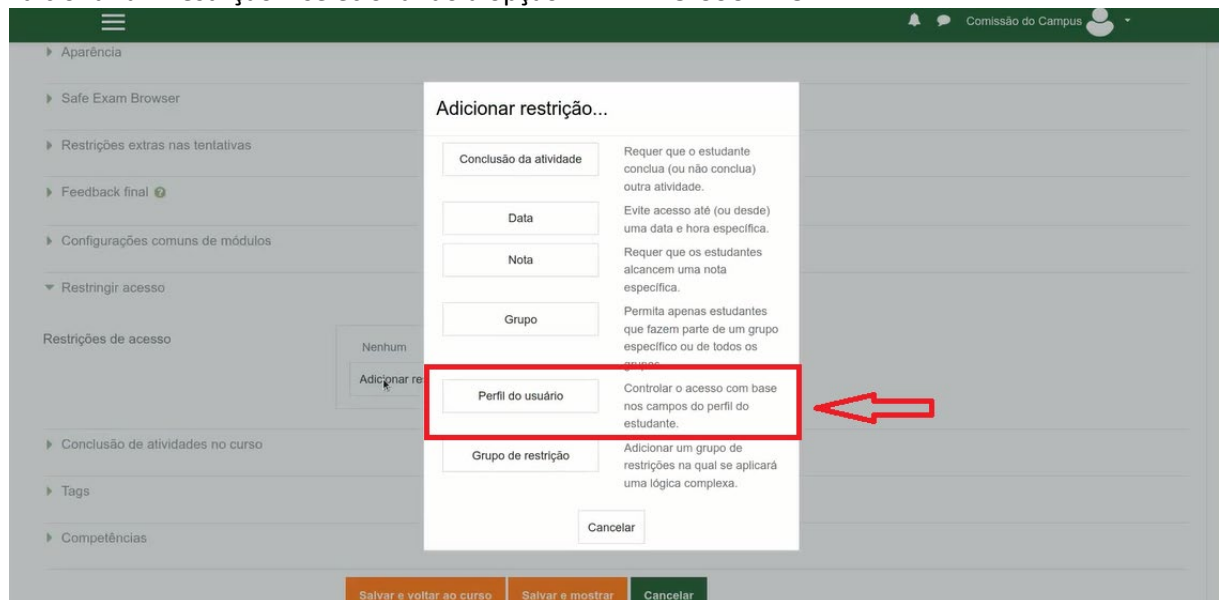 Comissão do Campus
Aparência
Safe Exam Browser
Restrições extras nas tentativas
Feedback final
Configurações comuns de módulos
Restringir acesso
Restrições de acesso
Nenhum
Adicionar re
Adicionar restrição...
Conclusão da atividade
Requer que o estudante
conclua (ou não conclua)
outra atividade.
Data
Evite acesso até (ou desde)
uma data e hora específica.
Nota
Requer que os estudantes
alcancem uma nota
específica.
Grupo
Permita apenas estudantes
que fazem parte de um grupo
específico ou de todos os
grupos.
Perfil do usuário
Controlar o acesso com base
nos campos do perfil do
estudante.
Grupo de restrição
Adicionar um grupo de
restrições na qual se aplicará
uma lógica complexa.
Cancelar
Conclusão de atividades no curso
Tags
Competências
Salvar e voltar ao curso
Salvar e mostrar
Cancelar